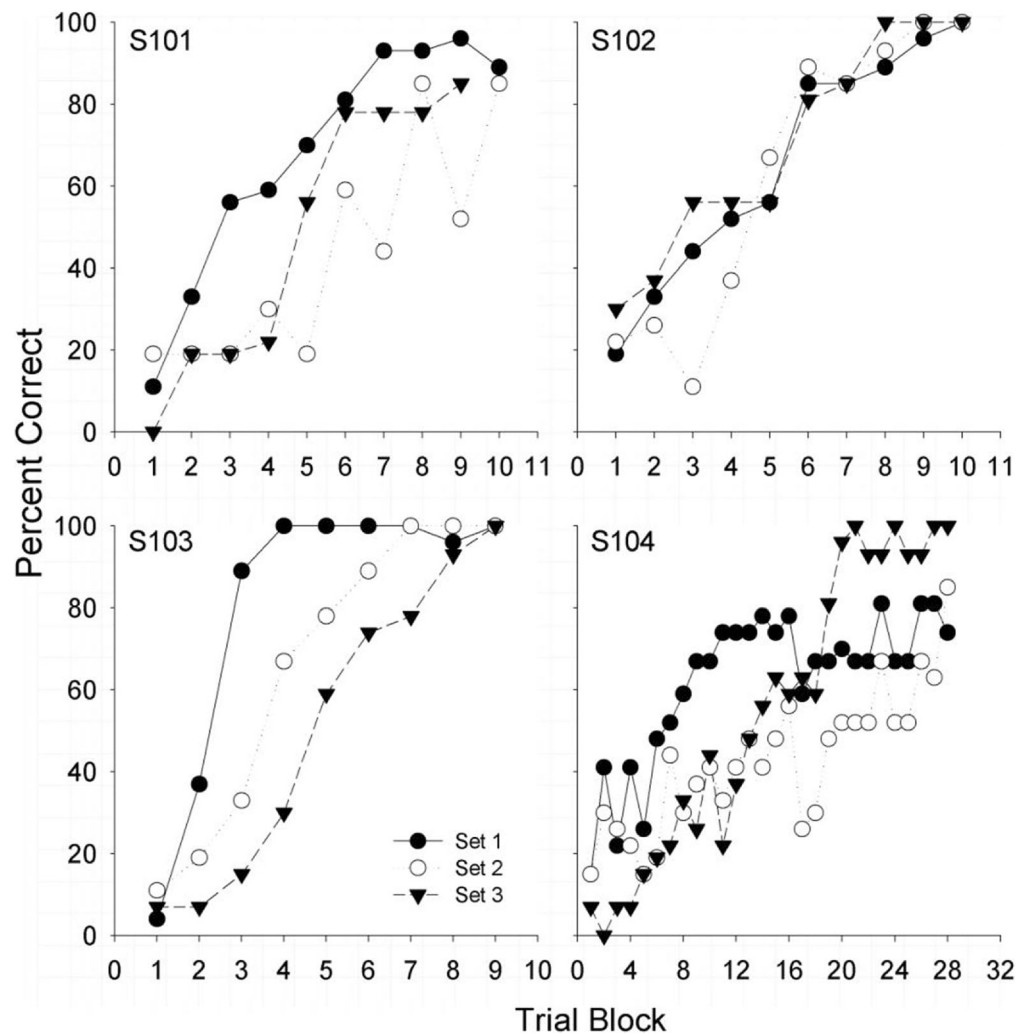 Percent Correct
S101
100
80
60
40
20
0
0 1 2 3 4 5 6 7 8 9 10 11
S102
0 1 2 3 4 5 6 7 8 9 10 11
S103
100
80
60
40
20
0
0 1 2 3 4 5 6 7 8 9 10
Set 1
Set 2
Set 3
S104
0 4 8 12 16 20 24 28 32
Trial Block